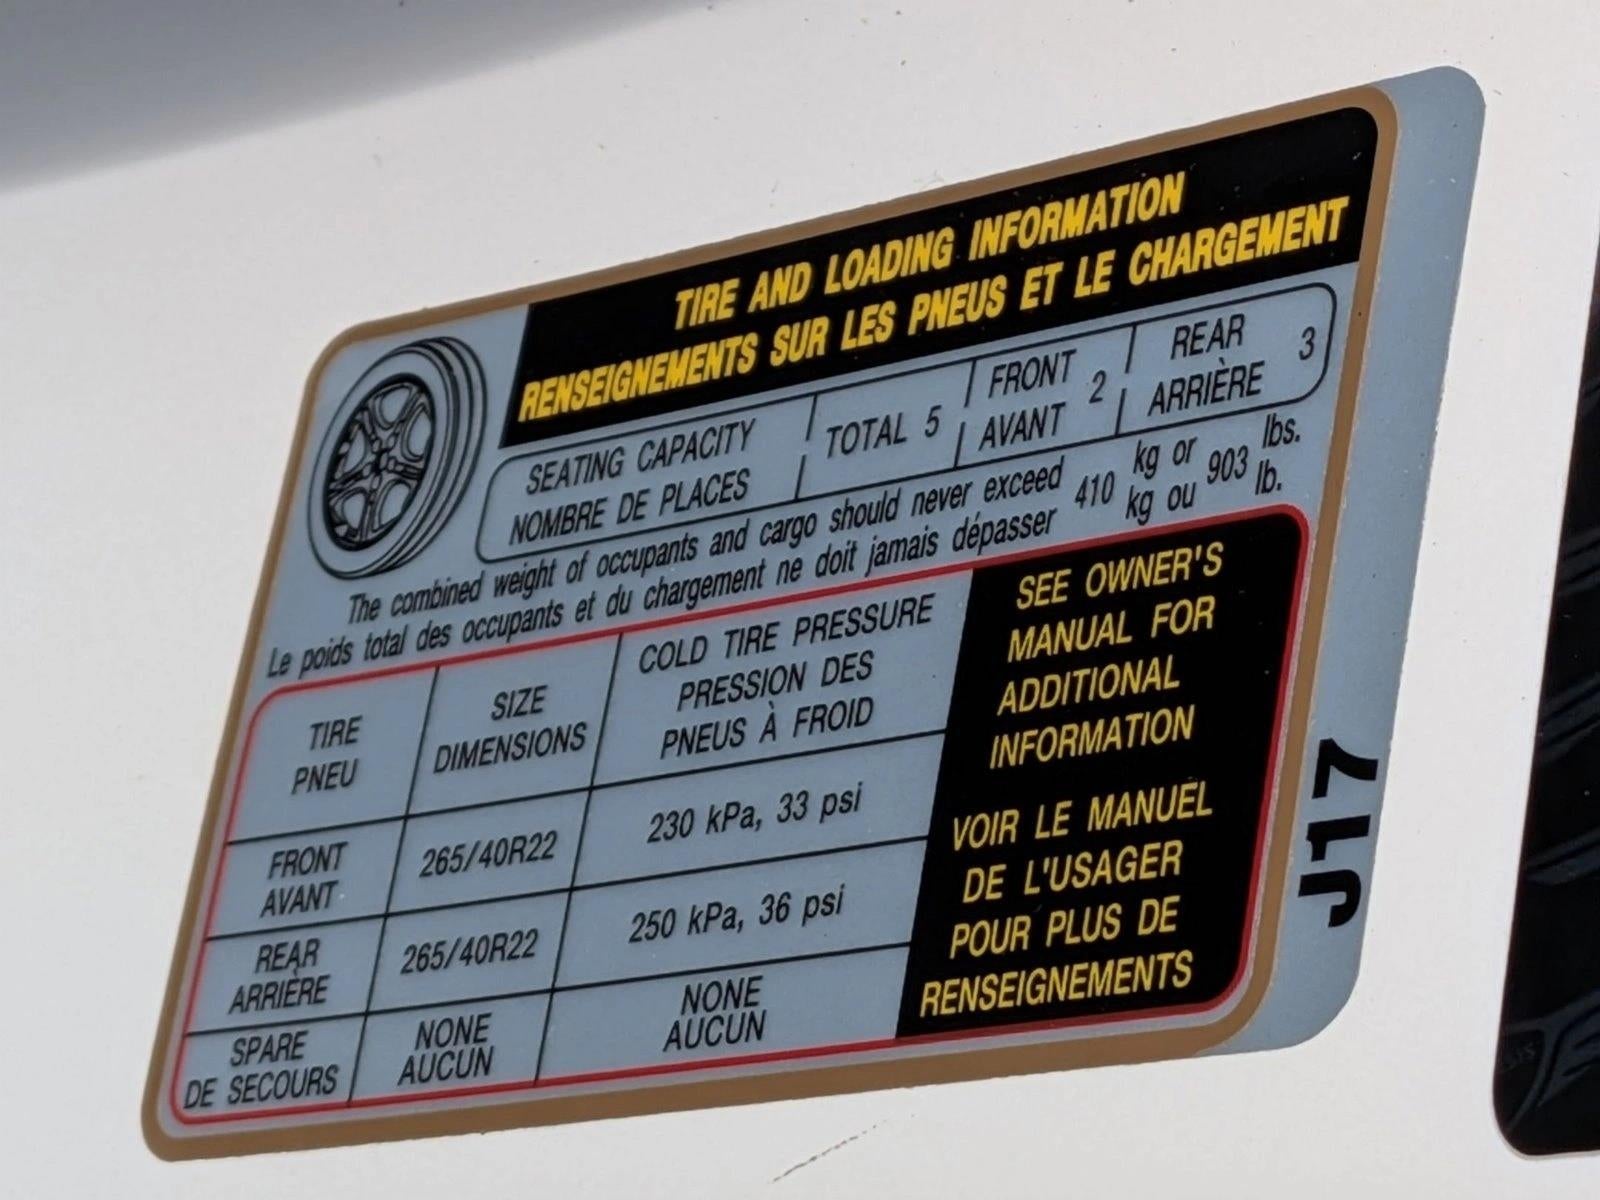 TIRE AND LOADING INFORMATION
RENSEIGNEMENTS SUR LES PNEUS ET LE CHARGEMENT
SEATING CAPACITY
NOMBRE DE PLACES
TOTAL 5
FRONT
AVANT
2
REAR
ARRIÈRE
3
The combined weight of occupants and cargo should never exceed 410 kg or 903 lbs.
Le poids total des occupants et du chargement ne doit jamais dépasser kg ou lb.
TIRE
PNEU
SIZE
DIMENSIONS
COLD TIRE PRESSURE
PRESSION DES
PNEUS À FROID
FRONT
AVANT
265/40R22
230 kPa, 33 psi
REAR
ARRIÈRE
265/40R22
250 kPa, 36 psi
SPARE
DE SECOURS
NONE
AUCUN
NONE
AUCUN
SEE OWNER'S
MANUAL FOR
ADDITIONAL
INFORMATION
VOIR LE MANUEL
DE L'USAGER
POUR PLUS DE
RENSEIGNEMENTS
J17